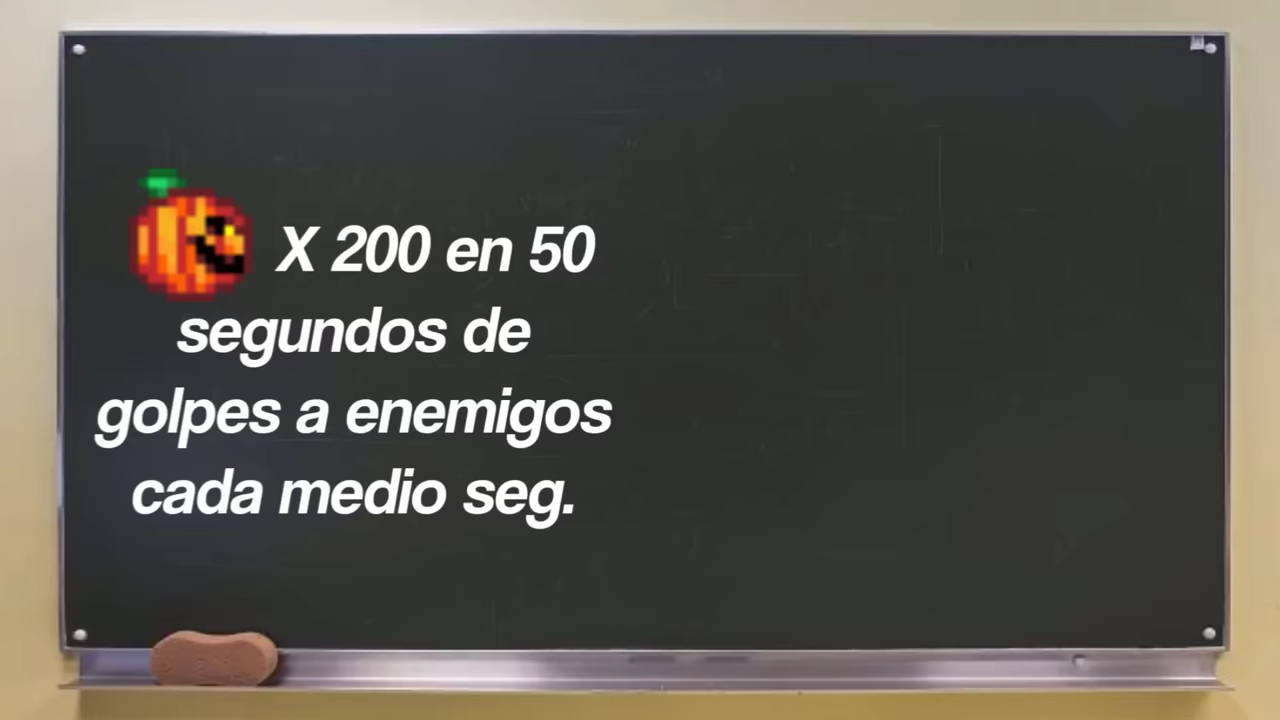 X 200 en 50
segundos de
golpes a enemigos
cada medio seg.